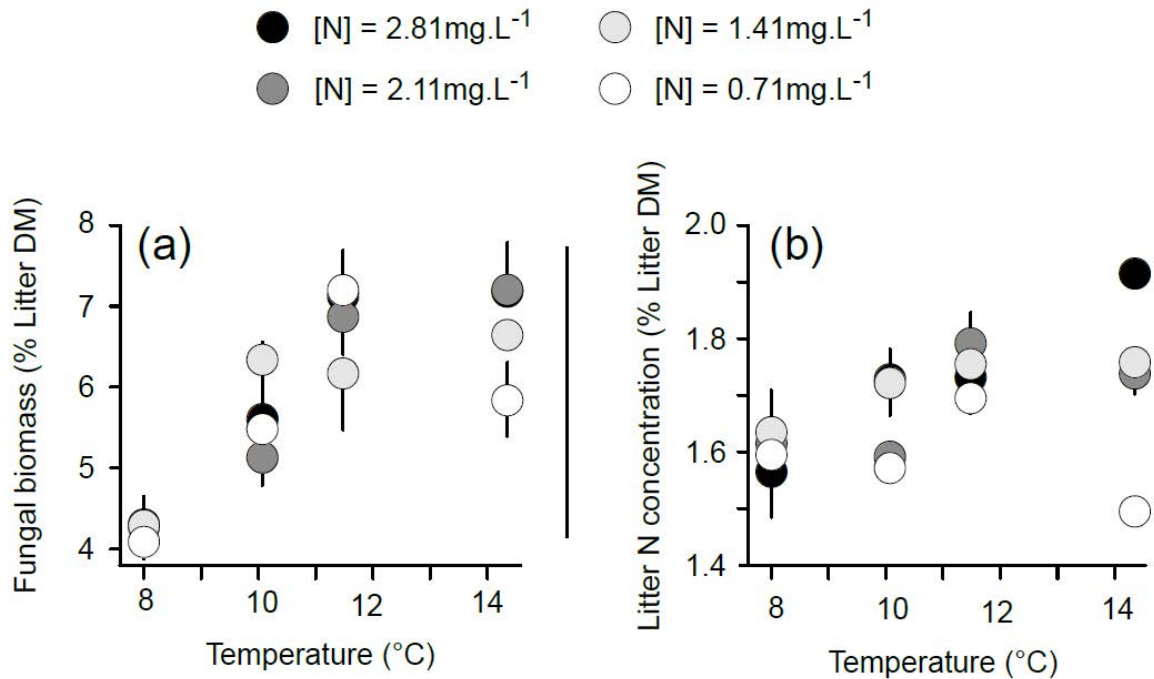 [N] = 2.81mg.L-1
[N] = 1.41mg.L-1
[N] = 2.11mg.L-1
[N] = 0.71mg.L-1
Fungal biomass (% Litter DM)
8
7
6
5
4
(a)
8
10
12
14
Temperature (°C)
Litter N concentration (% Litter DM)
2.0
1.8
1.6
1.4
(b)
8
10
12
14
Temperature (°C)